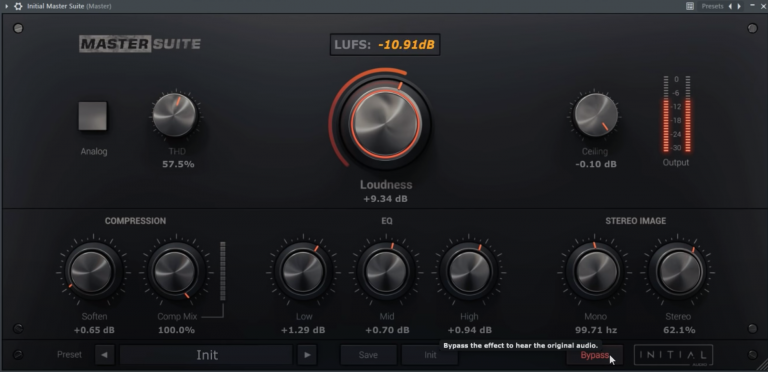 Initial Master Suite (Master)
Presets
MASTER SUITE
LUFS: -10.91dB
0
-6
-12
-18
-24
-30
Analog
THD
57.5%
Loudness
+9.34 dB
Ceiling
-0.10 dB
Output
COMPRESSION
EQ
STEREO IMAGE
Soften
+0.65 dB
Comp Mix
100.0%
Low
+1.29 dB
Mid
+0.70 dB
High
+0.94 dB
Mono
99.71 hz
Stereo
62.1%
Bypass the effect to hear the original audio.
Preset
Init
Save
Init
Bypass
INITIAL
AUDIO